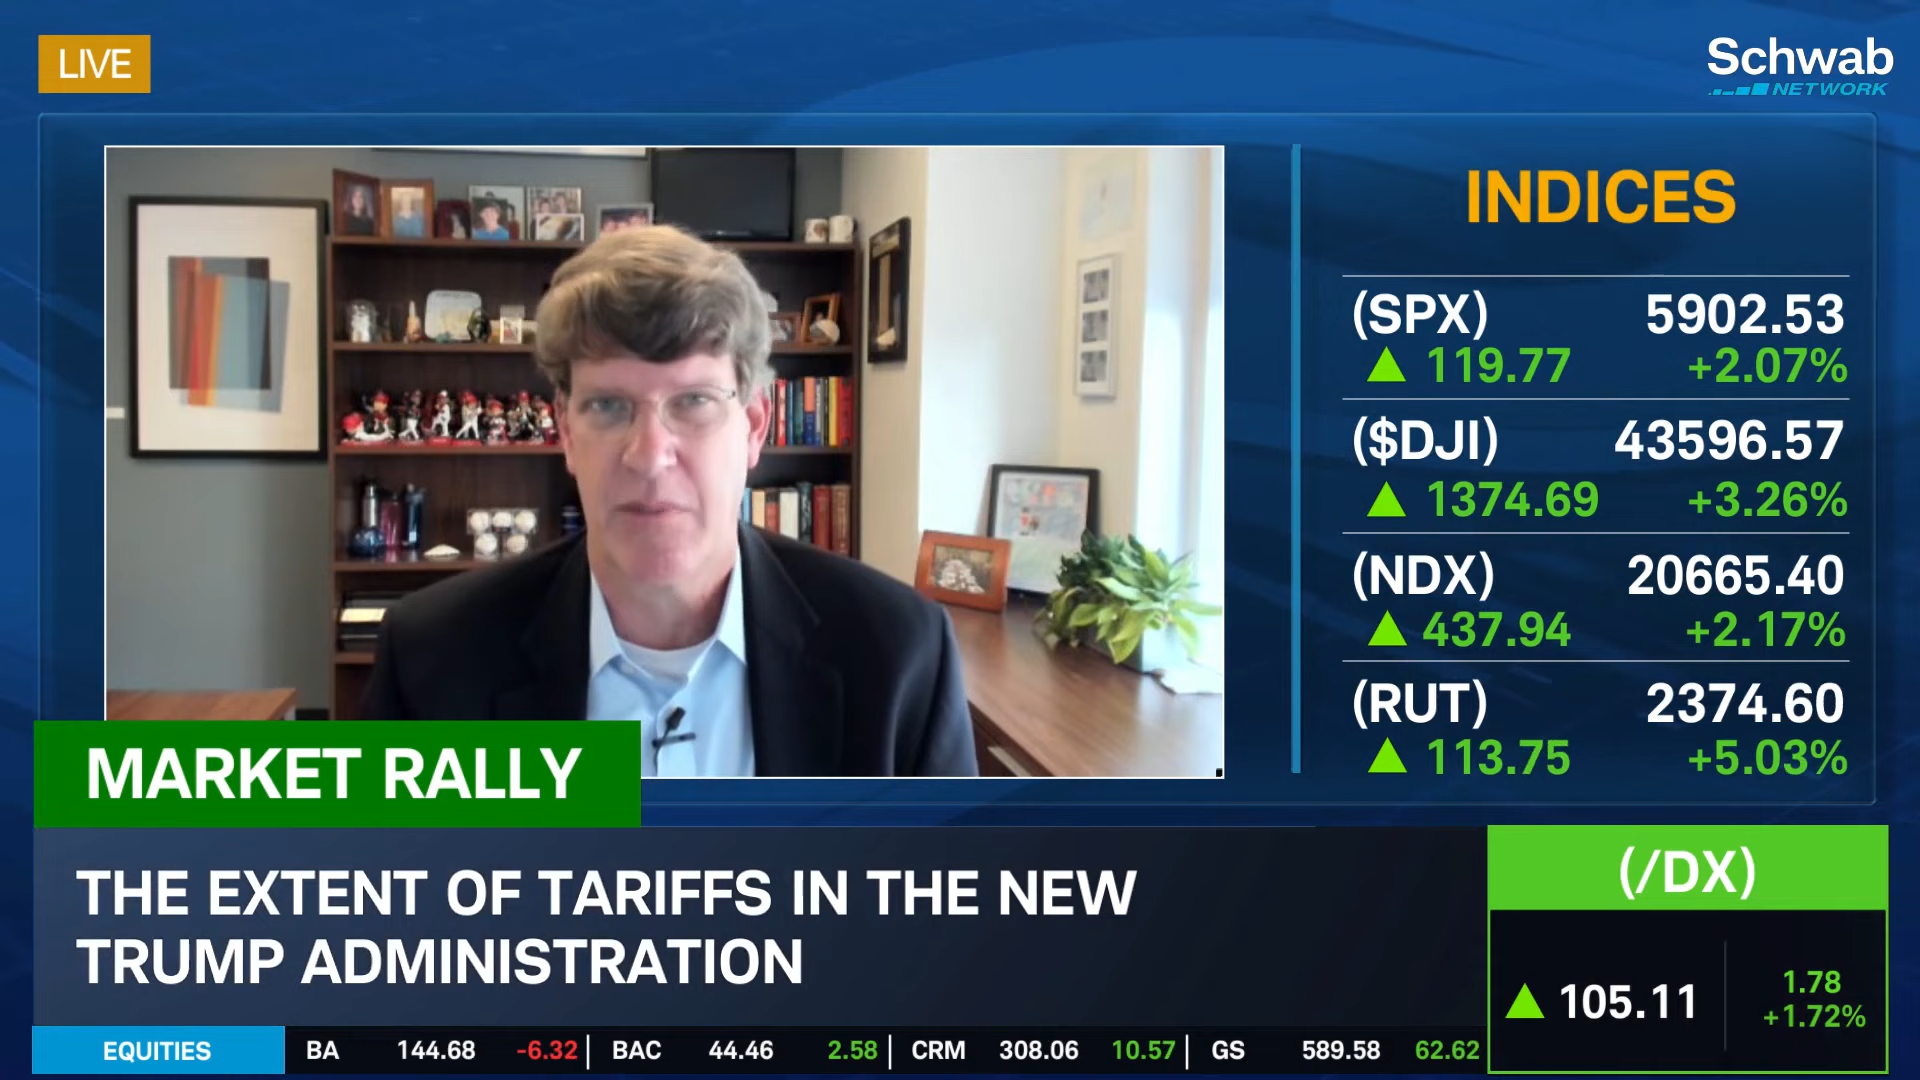 LIVE
Schwab
NETWORK
INDICES
(SPX) 5902.53
▲ 119.77 +2.07%
($DJI) 43596.57
▲ 1374.69 +3.26%
(NDX) 20665.40
▲ 437.94 +2.17%
(RUT) 2374.60
▲ 113.75 +5.03%
MARKET RALLY
THE EXTENT OF TARIFFS IN THE NEW
TRUMP ADMINISTRATION
(/DX)
▲ 105.11
1.78
+1.72%
EQUITIES BA 144.68 -6.32 BAC 44.46 2.58 CRM 308.06 10.57 GS 589.58 62.62